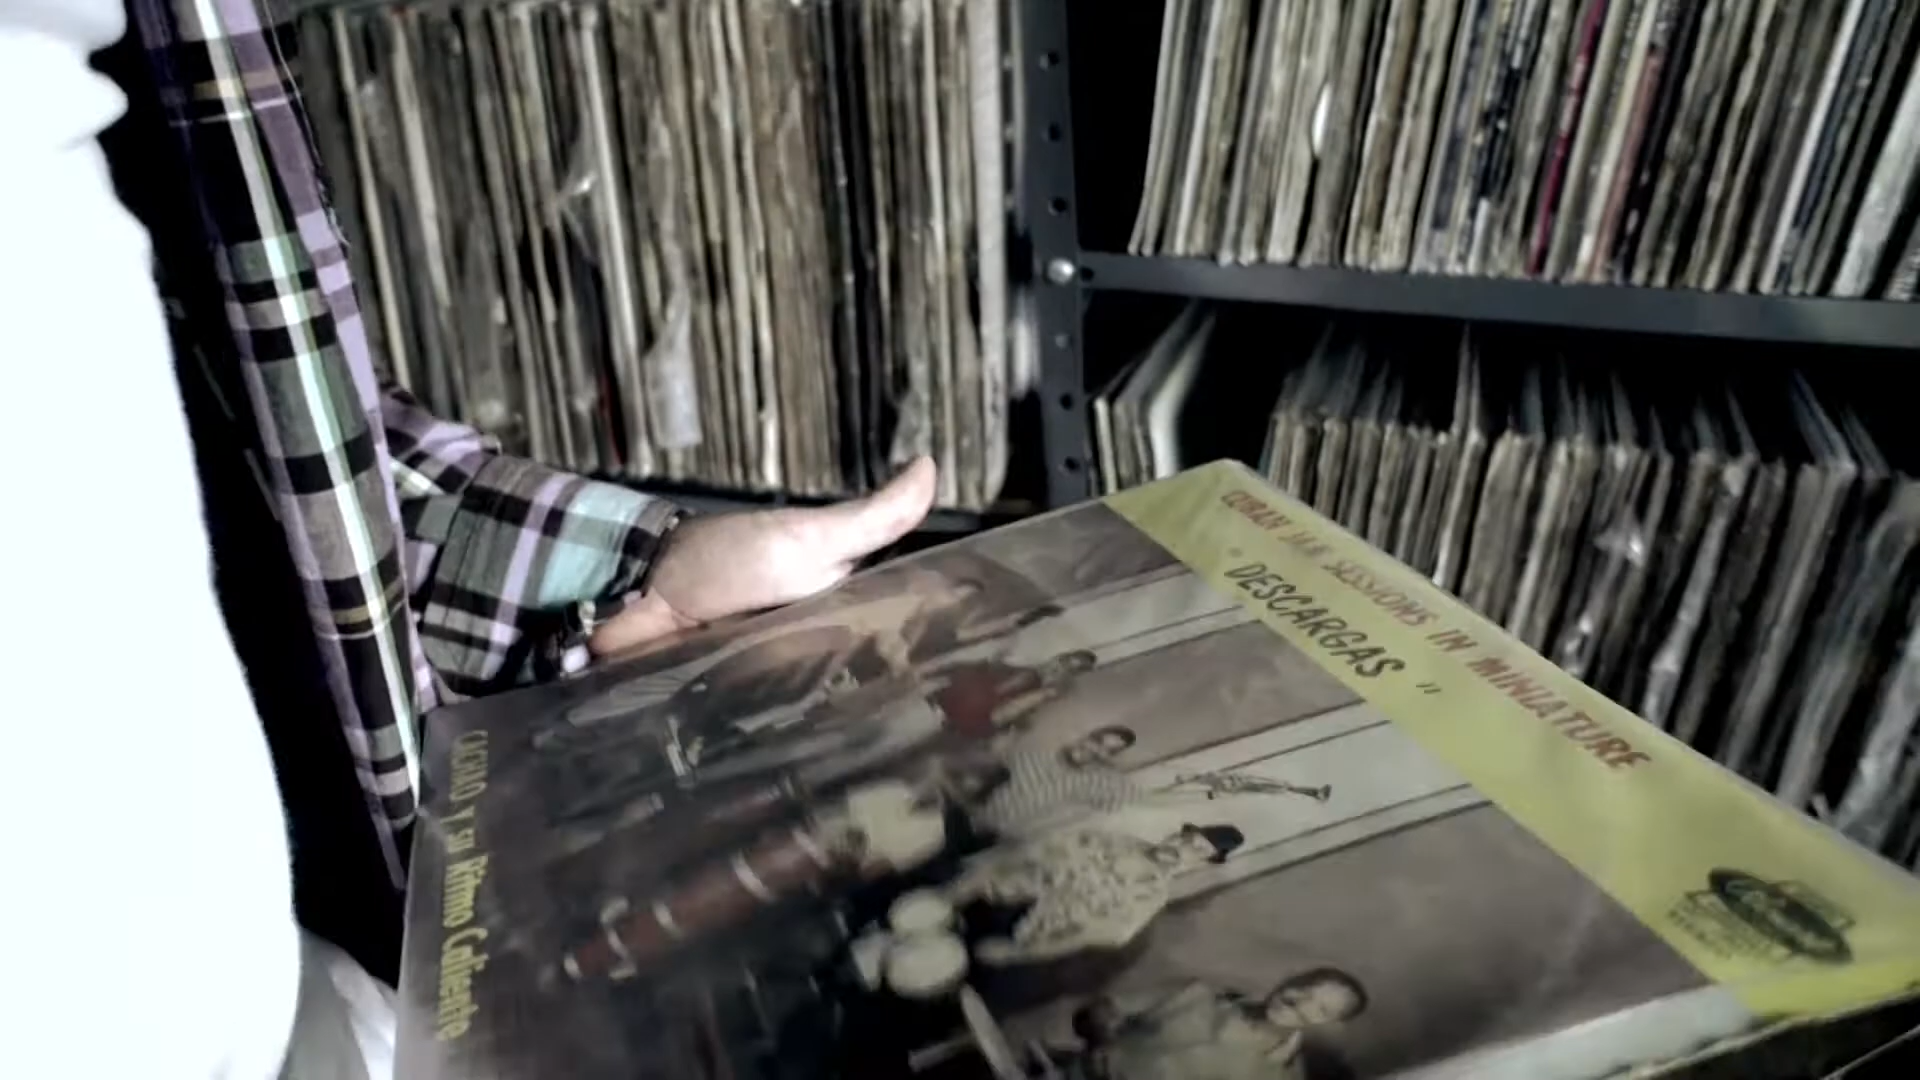 CUBAN JAM SESSIONS IN MINIATURE
"DESCARGAS"
CACHAO Y SU Ritmo Caliente